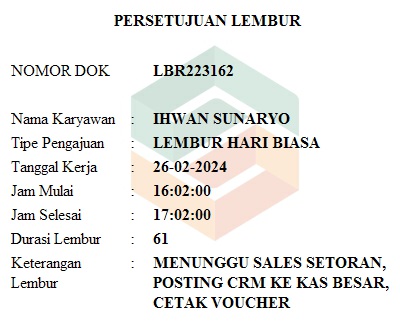 PERSETUJUAN LEMBUR
NOMOR DOK LBR223162
Nama Karyawan : IHWAN SUNARYO
Tipe Pengajuan : LEMBUR HARI BIASA
Tanggal Kerja : 26-02-2024
Jam Mulai : 16:02:00
Jam Selesai : 17:02:00
Durasi Lembur : 61
Keterangan : MENUNGGU SALES SETORAN,
Lembur POSTING CRM KE KAS BESAR,
CETAK VOUCHER